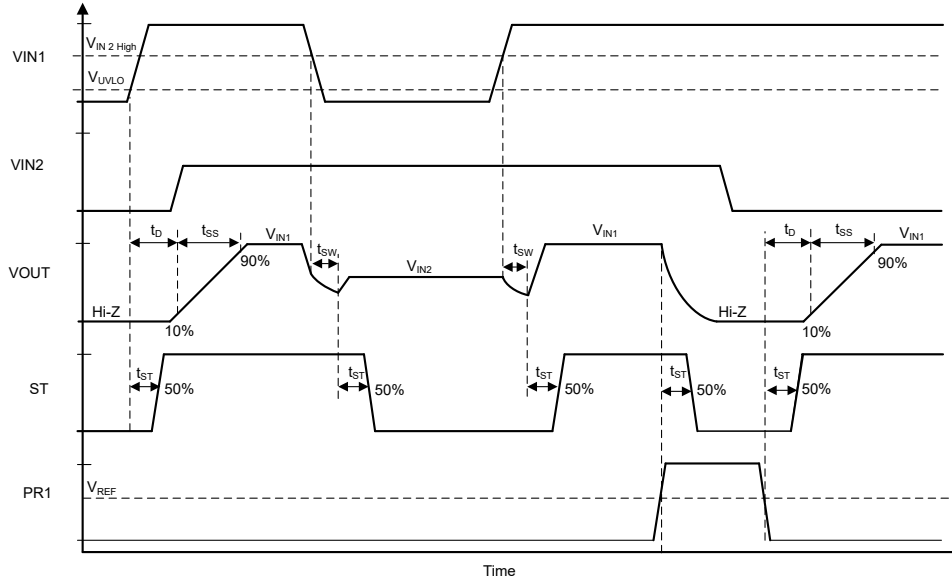 VIN1
V_IN 2 High
V_UVLO
VIN2
VOUT
t_D
t_SS
V_IN1
t_SW
V_IN2
t_SW
V_IN1
t_D
t_SS
V_IN1
90%
90%
Hi-Z
10%
Hi-Z
10%
ST
t_ST
50%
t_ST
50%
t_ST
50%
t_ST
50%
t_ST
50%
PR1
V_REF
Time